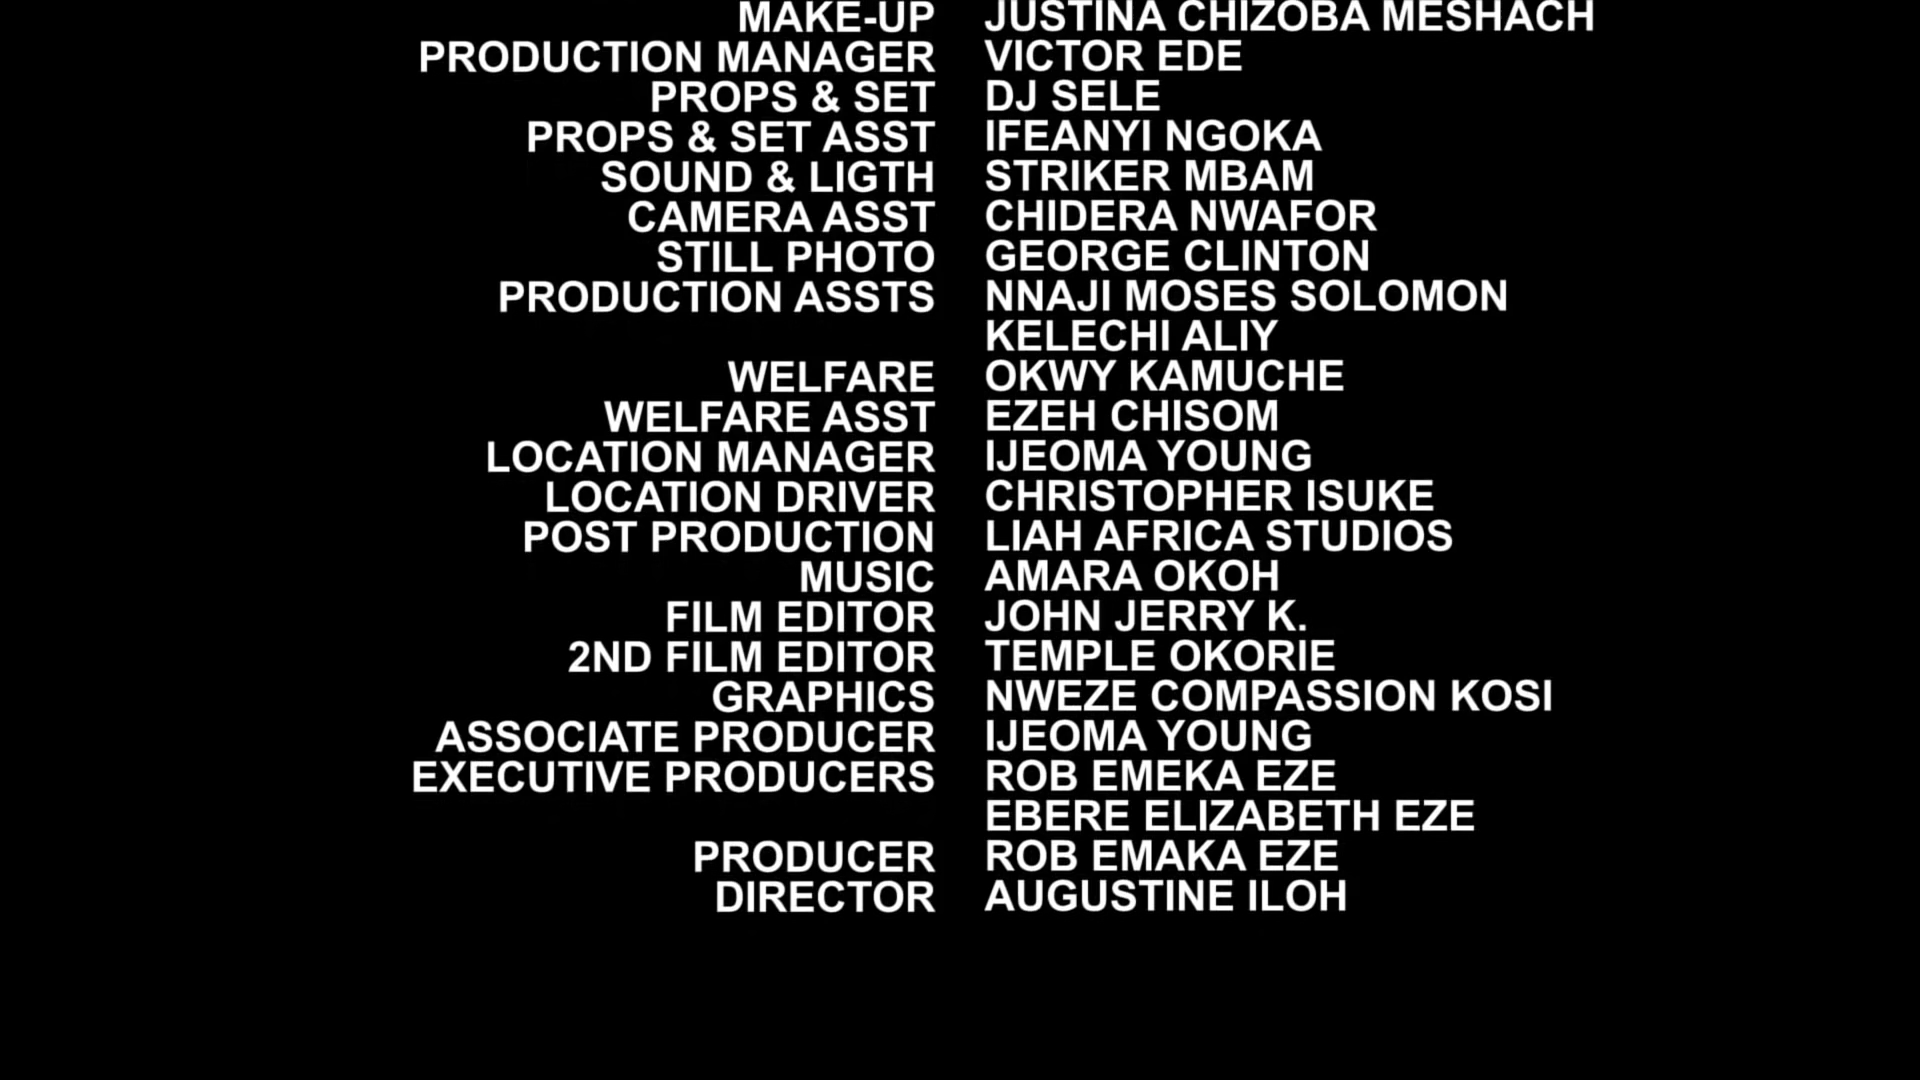 MAKE-UP JUSTINA CHIZOBA MESHACH
PRODUCTION MANAGER VICTOR EDE
PROPS & SET DJ SELE
PROPS & SET ASST IFEANYI NGOKA
SOUND & LIGTH STRIKER MBAM
CAMERA ASST CHIDERA NWAFOR
STILL PHOTO GEORGE CLINTON
PRODUCTION ASSTS NNAJI MOSES SOLOMON
KELECHI ALIY
WELFARE OKWY KAMUCHE
WELFARE ASST EZEH CHISOM
LOCATION MANAGER IJEOMA YOUNG
LOCATION DRIVER CHRISTOPHER ISUKE
POST PRODUCTION LIAH AFRICA STUDIOS
MUSIC AMARA OKOH
FILM EDITOR JOHN JERRY K.
2ND FILM EDITOR TEMPLE OKORIE
GRAPHICS NWEZE COMPASSION KOSI
ASSOCIATE PRODUCER IJEOMA YOUNG
EXECUTIVE PRODUCERS ROB EMEKA EZE
EBERE ELIZABETH EZE
PRODUCER ROB EMAKA EZE
DIRECTOR AUGUSTINE ILOH